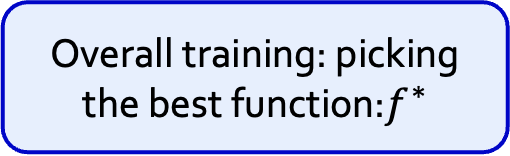 Overall training: picking
the best function:f *